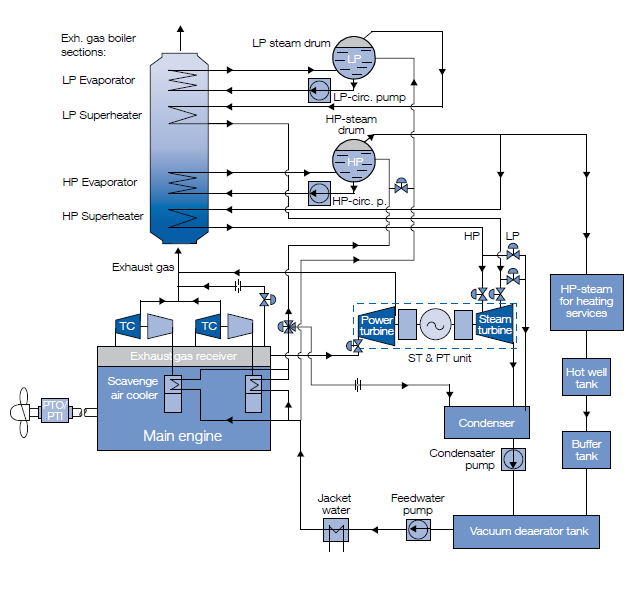 Exh. gas boiler
sections:
LP steam drum
LP
LP Evaporator
LP-circ. pump
LP Superheater
HP-steam
drum
HP
HP Evaporator
HP-circ. p.
HP Superheater
HP
LP
Exhaust gas
HP-steam
for heating
services
TC
TC
Power
turbine
Steam
turbine
ST & PT unit
Exhaust gas receiver
Scavenge
air cooler
Hot well
tank
PTO/
PTI
Main engine
Condenser
Buffer
tank
Condensater
pump
Jacket
water
Feedwater
pump
Vacuum deaerator tank